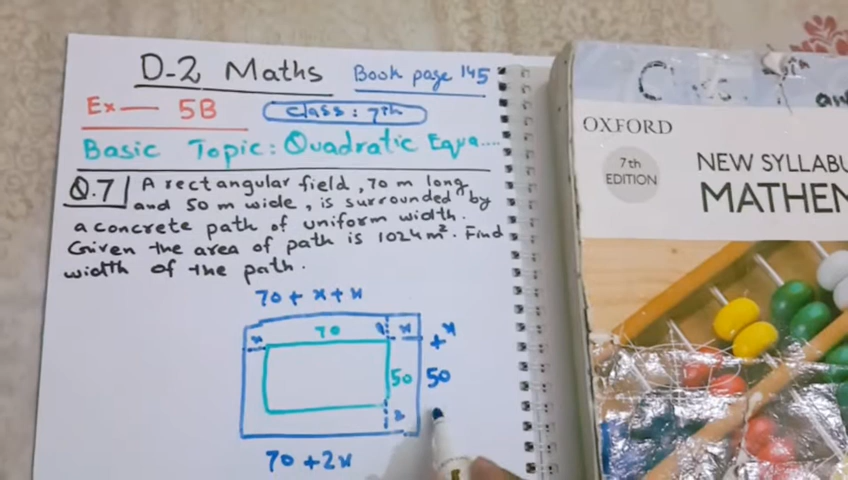 D-2 Maths Book page 145
Ex— 5B class: 7th
Basic Topic: Quadratic Equa....
Q.7 A rectangular field, 70 m long
and 50 m wide, is surrounded by
a concrete path of uniform width.
Given the area of path is 1024 m². Find
width of the path.
70 + x + x
70
x
x
+x
50
50
70 + 2x
OXFORD
7th
EDITION
NEW SYLLABU
MATHEM